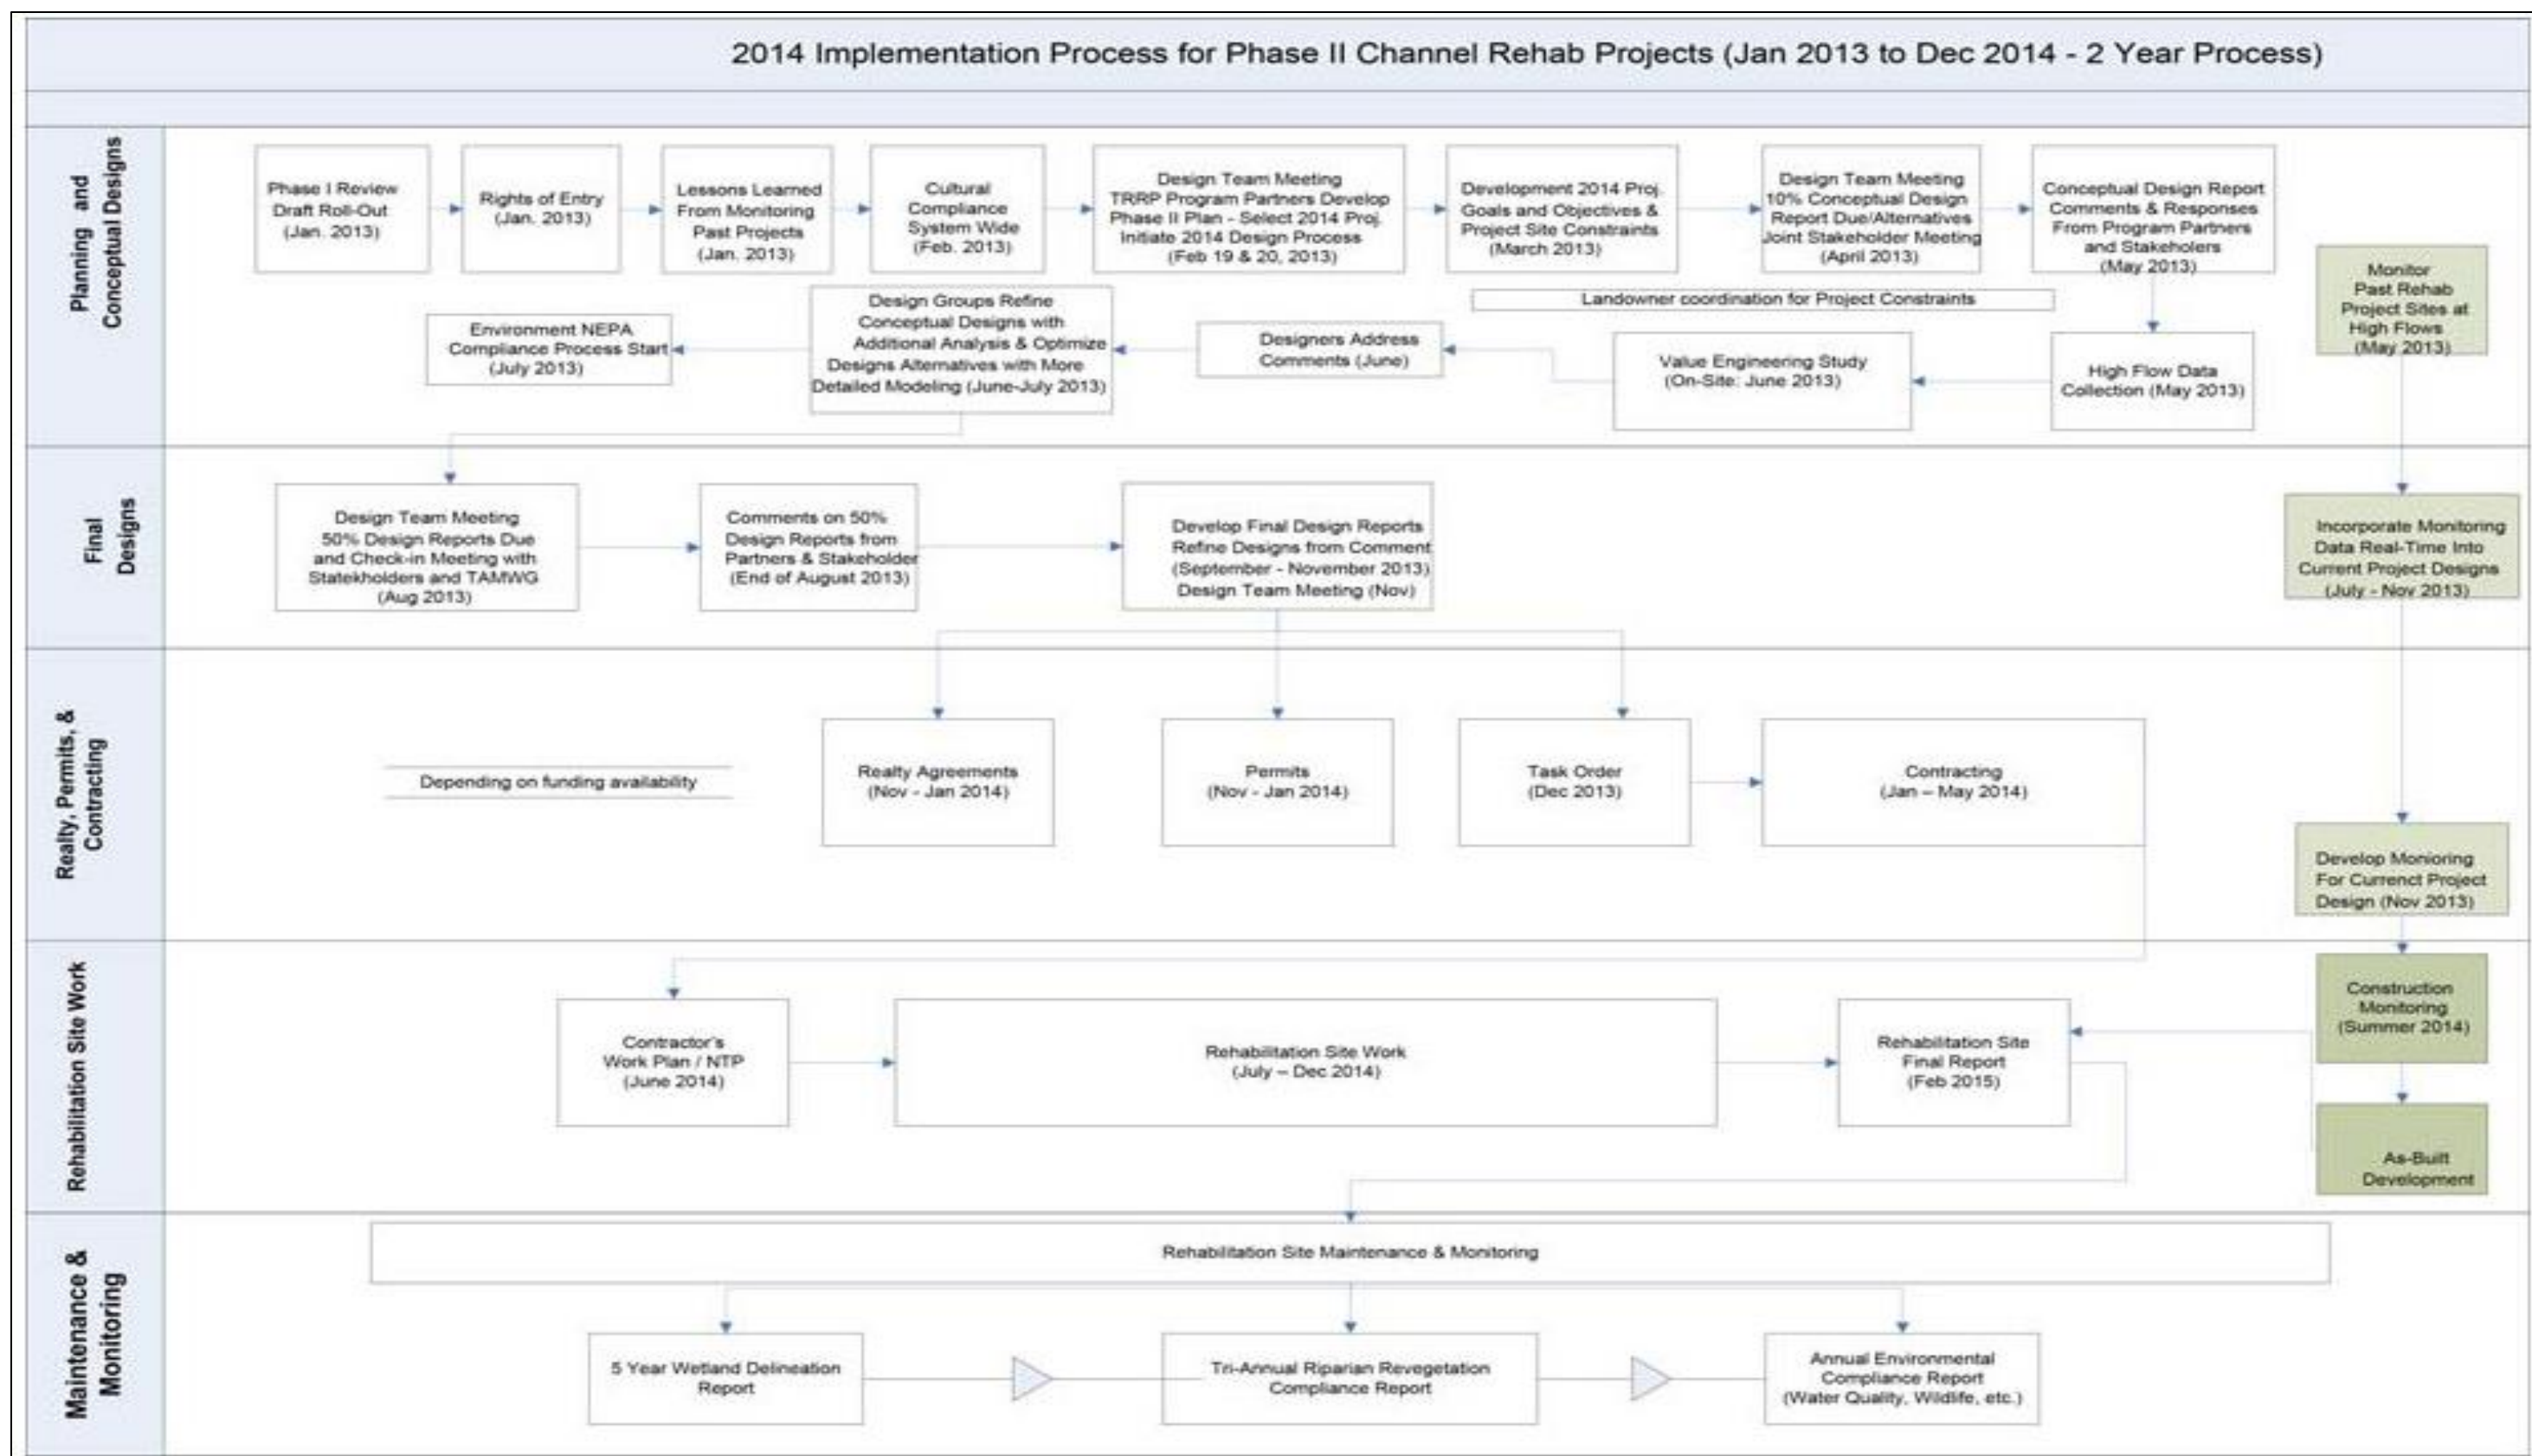 2014 Implementation Process for Phase II Channel Rehab Projects (Jan 2013 to Dec 2014 - 2 Year Process)
Planning and
Conceptual Designs
Phase I Review
Draft Roll-Out
(Jan. 2013)
Rights of Entry
(Jan. 2013)
Lessons Learned
From Monitoring
Past Projects
(Jan. 2013)
Cultural
Compliance
System Wide
(Feb. 2013)
Design Team Meeting
TRRP Program Partners Develop
Phase II Plan - Select 2014 Proj.
Initiate 2014 Design Process
(Feb 19 & 20, 2013)
Development 2014 Proj.
Goals and Objectives &
Project Site Constraints
(March 2013)
Design Team Meeting
10% Conceptual Design
Report Due/Alternatives
Joint Stakeholder Meeting
(April 2013)
Conceptual Design Report
Comments & Responses
From Program Partners
and Stakeholers
(May 2013)
Monitor
Past Rehab
Project Sites at
High Flows
(May 2013)
Landowner coordination for Project Constraints
Environment NEPA
Compliance Process Start
(July 2013)
Design Groups Refine
Conceptual Designs with
Additional Analysis & Optimize
Designs Alternatives with More
Detailed Modeling (June-July 2013)
Designers Address
Comments (June)
Value Engineering Study
(On-Site: June 2013)
High Flow Data
Collection (May 2013)
Final
Designs
Design Team Meeting
50% Design Reports Due
and Check-in Meeting with
Statekholders and TAMWG
(Aug 2013)
Comments on 50%
Design Reports from
Partners & Stakeholder
(End of August 2013)
Develop Final Design Reports
Refine Designs from Comment
(September - November 2013)
Design Team Meeting (Nov)
Incorporate Monitoring
Data Real-Time Into
Current Project Designs
(July - Nov 2013)
Realty, Permits, &
Contracting
Depending on funding availability
Realty Agreements
(Nov - Jan 2014)
Permits
(Nov - Jan 2014)
Task Order
(Dec 2013)
Contracting
(Jan – May 2014)
Develop Monioring
For Currenct Project
Design (Nov 2013)
Rehabilitation Site Work
Contractor's
Work Plan / NTP
(June 2014)
Rehabilitation Site Work
(July – Dec 2014)
Rehabilitation Site
Final Report
(Feb 2015)
Construction
Monitoring
(Summer 2014)
As-Built
Development
Maintenance &
Monitoring
Rehabilitation Site Maintenance & Monitoring
5 Year Wetland Delineation
Report
Tri-Annual Riparian Revegetation
Compliance Report
Annual Environmental
Compliance Report
(Water Quality, Wildlife, etc.)